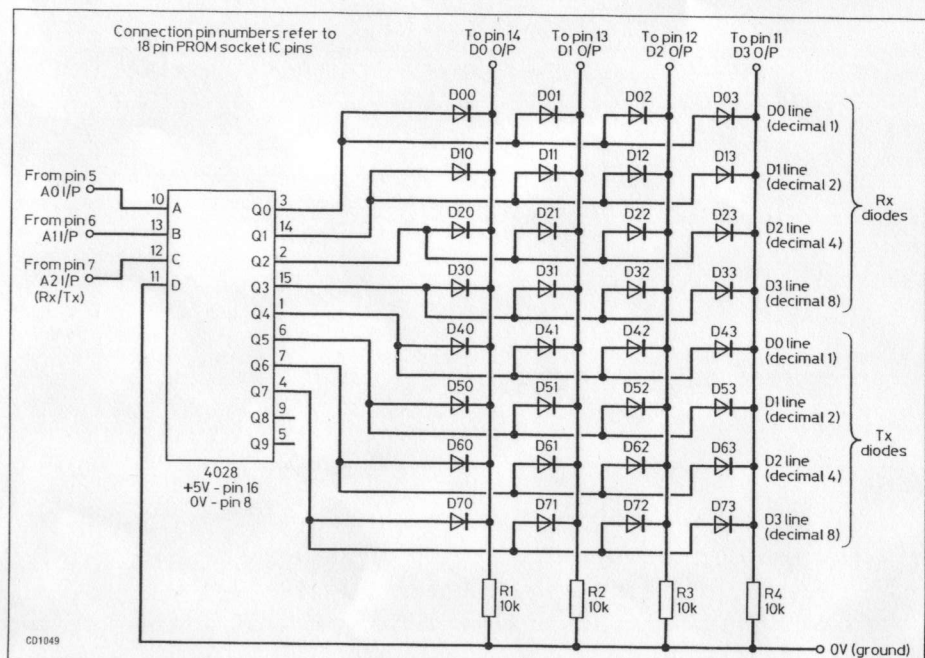 Connection pin numbers refer to
18 pin PROM socket IC pins
To pin 14
D0 O/P
To pin 13
D1 O/P
To pin 12
D2 O/P
To pin 11
D3 O/P
D00
D01
D02
D03
D0 line
(decimal 1)
D10
D11
D12
D13
D1 line
(decimal 2)
D20
D21
D22
D23
D2 line
(decimal 4)
D30
D31
D32
D33
D3 line
(decimal 8)
Rx
diodes
From pin 5
A0 I/P
From pin 6
A1 I/P
From pin 7
A2 I/P
(Rx/Tx)
10
13
12
11
A
B
C
D
Q0
Q1
Q2
Q3
Q4
Q5
Q6
Q7
Q8
Q9
3
14
2
15
1
6
7
4
9
5
4028
+5V - pin 16
0V - pin 8
D40
D41
D42
D43
D0 line
(decimal 1)
D50
D51
D52
D53
D1 line
(decimal 2)
D60
D61
D62
D63
D2 line
(decimal 4)
D70
D71
D72
D73
D3 line
(decimal 8)
Tx
diodes
R1
10k
R2
10k
R3
10k
R4
10k
0V (ground)
CD1049